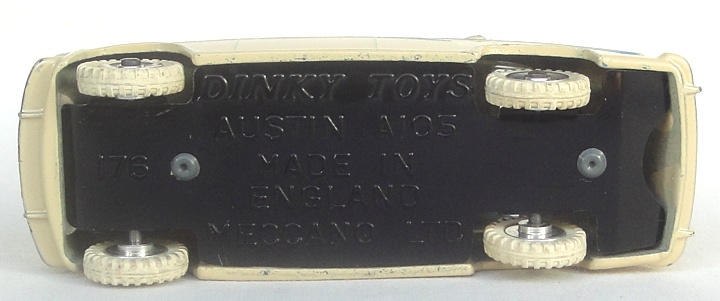 DINKY TOYS
AUSTIN A105
176
MADE IN
ENGLAND
MECCANO LTD